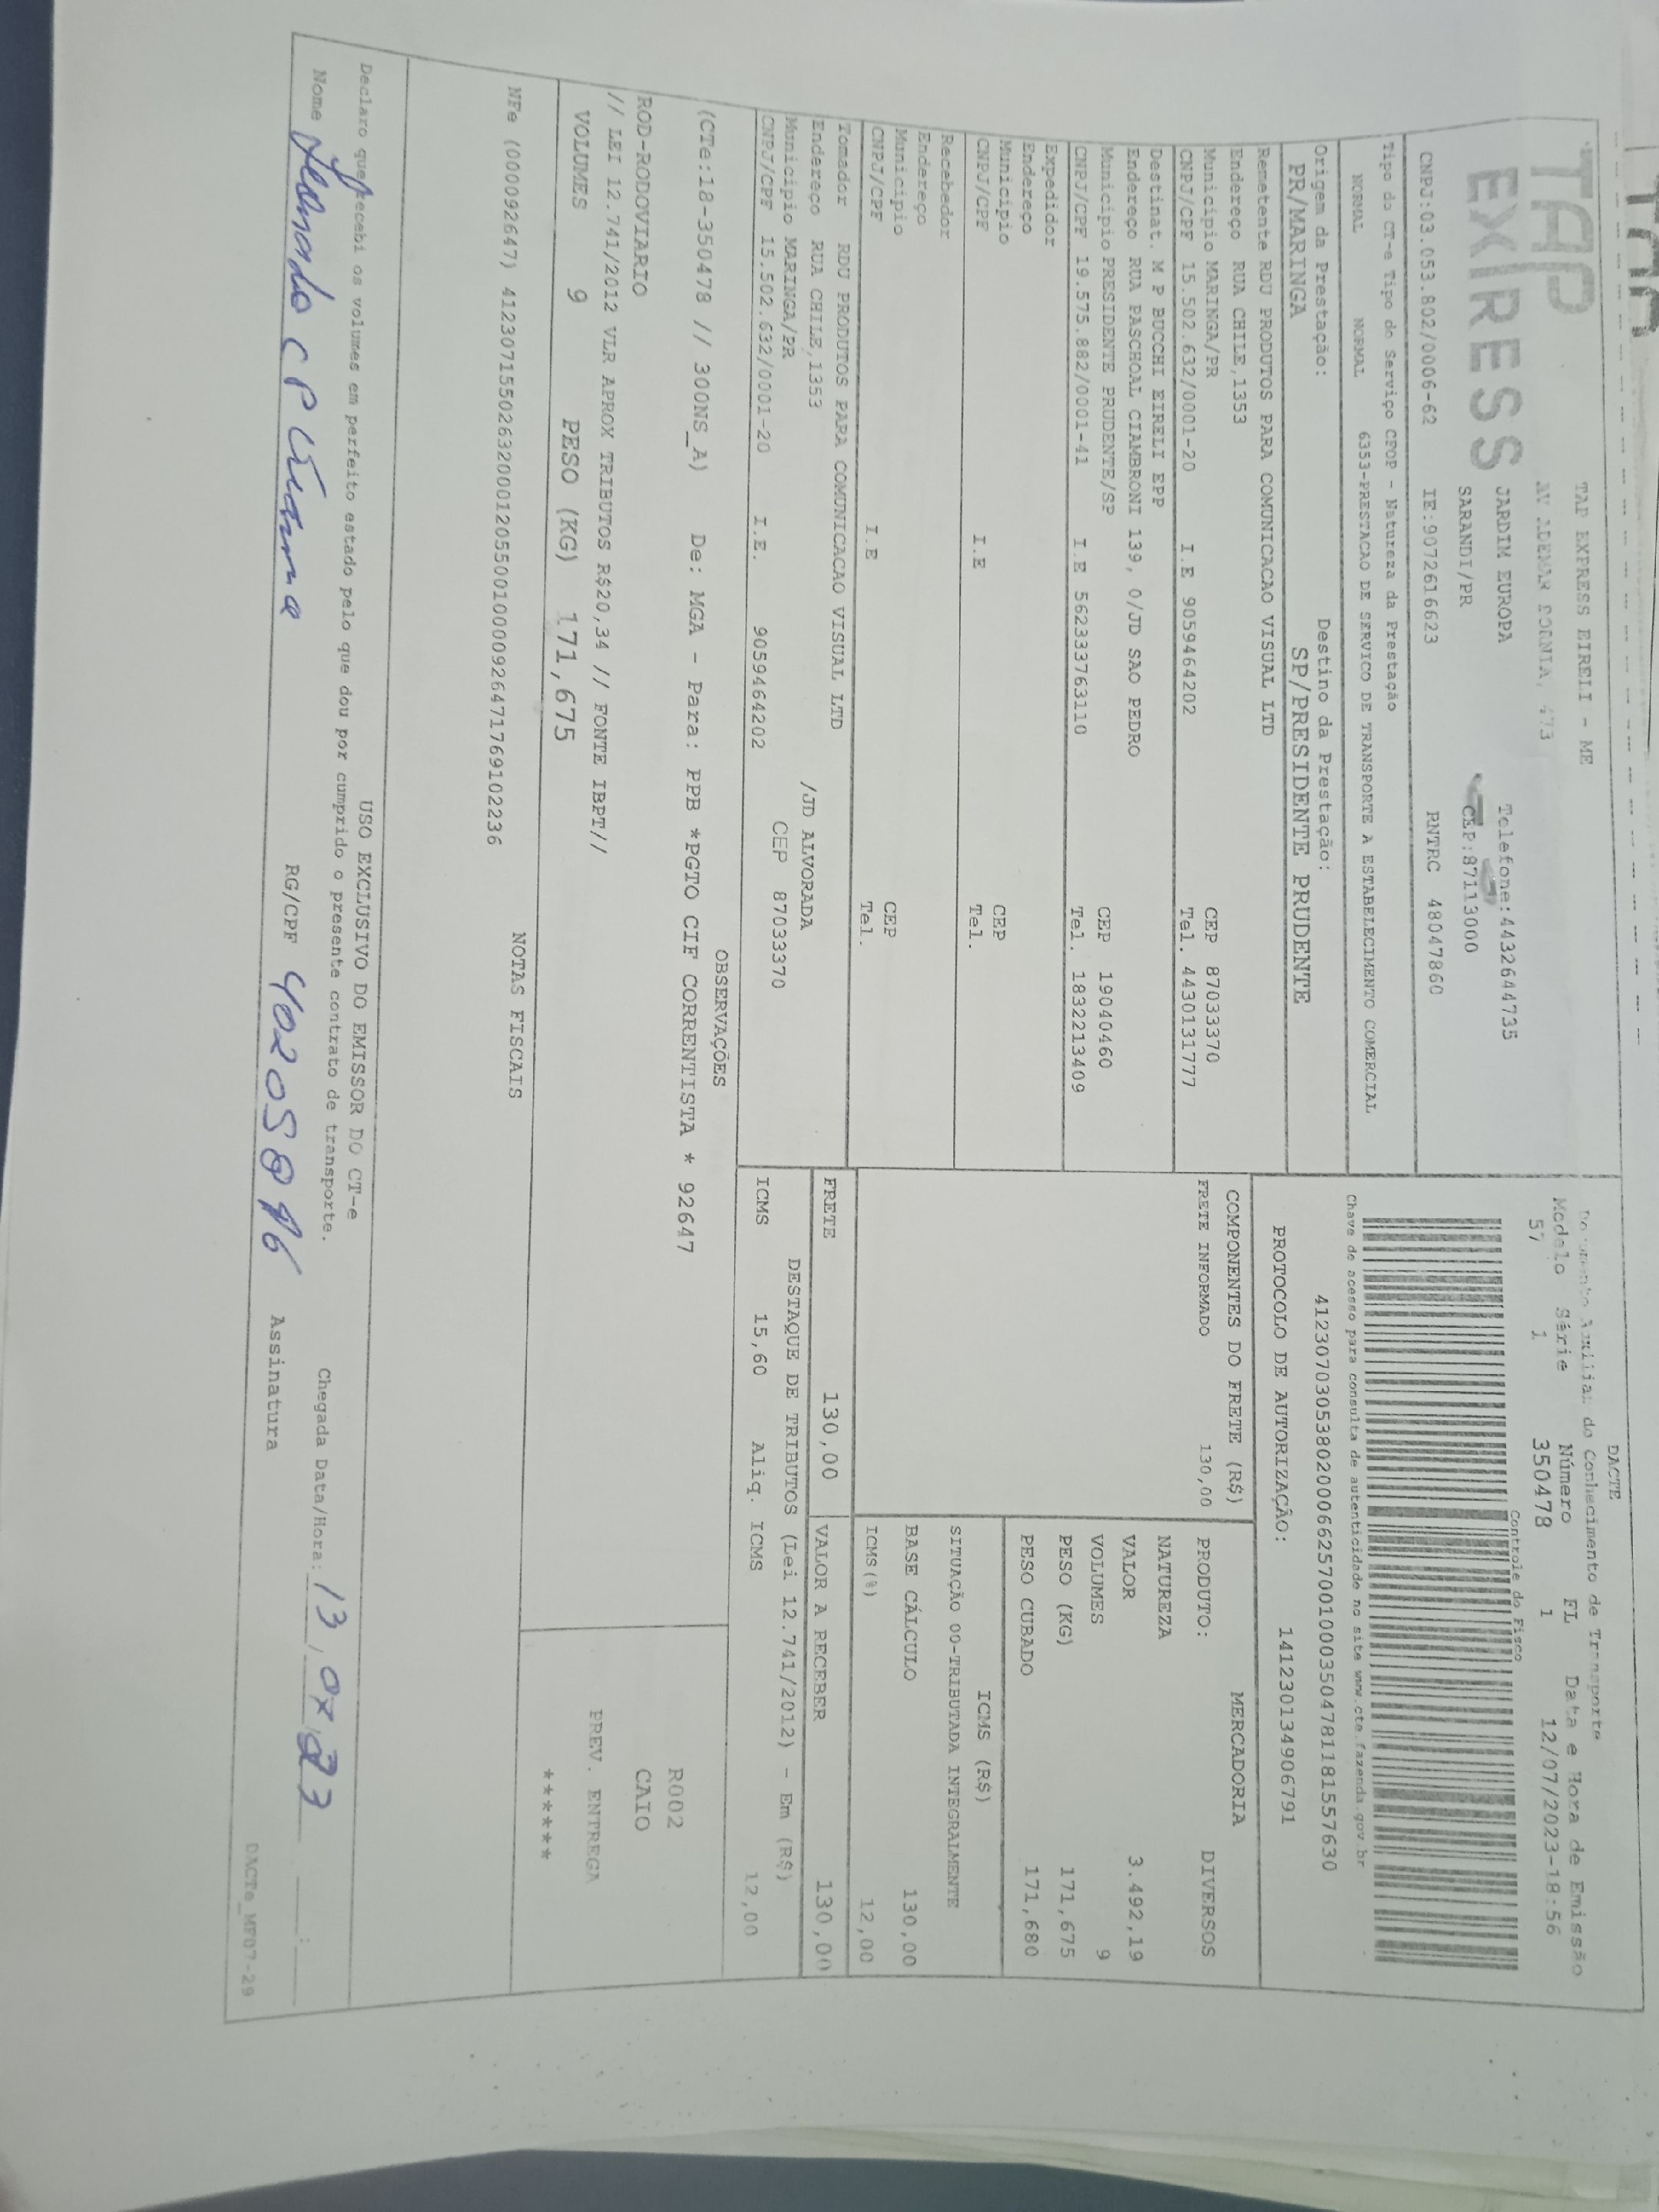 TAP
EXPRESS
TAP EXPRESS EIRELI - ME
AV ADEMAR BORNIA, 473
JARDIM EUROPA
Telefone:4432644735
SARANDI/PR
CEP:87113000
CNPJ:03.053.802/0006-62 IE:9072616623 RNTRC 48047860
DACTE
Documento Auxiliar do Conhecimento de Transporte
Modelo Série Número FL Data e Hora de Emissão
57 1 350478 1 12/07/2023-18:56
Controle do Fisco
Tipo do CT-e Tipo do Serviço CFOP - Natureza da Prestação
NORMAL NORMAL 6353-PRESTACAO DE SERVICO DE TRANSPORTE A ESTABELECIMENTO COMERCIAL
Chave de acesso para consulta de autenticidade no site www.cte.fazenda.gov.br
41230703053802000662570010003504781181557630
Origem da Prestação: Destino da Prestação:
PR/MARINGA SP/PRESIDENTE PRUDENTE
PROTOCOLO DE AUTORIZAÇÃO: 141230134906791
Remetente RDU PRODUTOS PARA COMUNICACAO VISUAL LTD
Endereço RUA CHILE,1353
Município MARINGA/PR CEP 87033370
CNPJ/CPF 15.502.632/0001-20 I.E 9059464202 Tel. 4430131777
Destinat. M P BUCCHI EIRELI EPP
Endereço RUA PASCHOAL CIAMBRONI 139, 0/JD SAO PEDRO
Município PRESIDENTE PRUDENTE/SP CEP 19040460
CNPJ/CPF 19.575.882/0001-41 I.E 562333763110 Tel. 1832213409
Expedidor
Endereço
Município CEP
CNPJ/CPF I.E Tel.
Recebedor
Endereço
Município CEP
CNPJ/CPF I.E Tel.
Tomador RDU PRODUTOS PARA COMUNICACAO VISUAL LTD
Endereço RUA CHILE,1353 /JD ALVORADA
Município MARINGA/PR CEP 87033370
CNPJ/CPF 15.502.632/0001-20 I.E. 9059464202
COMPONENTES DO FRETE (R$)
FRETE INFORMADO 130,00
MERCADORIA
PRODUTO: DIVERSOS
NATUREZA
VALOR 3.492,19
VOLUMES 9
PESO (KG) 171,675
PESO CUBADO 171,680
ICMS (R$)
SITUAÇÃO 00-TRIBUTADA INTEGRALMENTE
BASE CÁLCULO 130,00
ICMS(%) 12,00
FRETE 130,00 VALOR A RECEBER 130,00
DESTAQUE DE TRIBUTOS (Lei 12.741/2012) - Em (R$)
ICMS 15,60 Aliq. ICMS 12,00
OBSERVAÇÕES
(CTe:18-350478 // 300NS_A) De: MGA - Para: PPB *PGTO CIF CORRENTISTA * 92647
ROD-RODOVIARIO
// LEI 12.741/2012 VLR APROX TRIBUTOS R$20,34 // FONTE IBPT//
R002
CAIO
VOLUMES 9 PESO (KG) 171,675
PREV. ENTREGA
******
NOTAS FISCAIS
NFe (000092647) 41230715502632000120550010000926471769102236
USO EXCLUSIVO DO EMISSOR DO CT-e
Declaro que recebi os volumes em perfeito estado pelo que dou por cumprido o presente contrato de transporte.
Chegada Data/Hora: 13,07,23 :
Nome RG/CPF Assinatura
DACTe_MF07-29